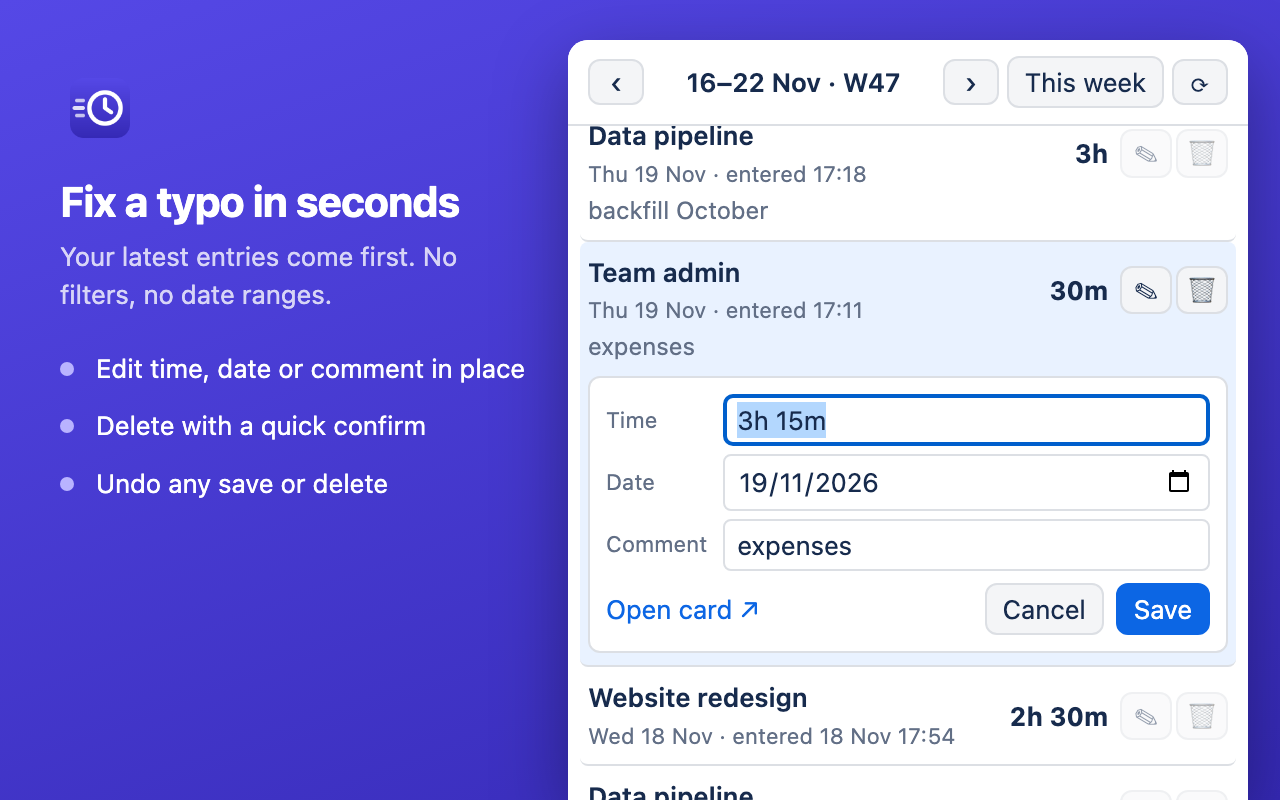 Fix a typo in seconds
Your latest entries come first. No
filters, no date ranges.
Edit time, date or comment in place
Delete with a quick confirm
Undo any save or delete
16–22 Nov · W47
This week
Data pipeline
3h
Thu 19 Nov · entered 17:18
backfill October
Team admin
30m
Thu 19 Nov · entered 17:11
expenses
Time
3h 15m
Date
19/11/2026
Comment
expenses
Open card ↗
Cancel
Save
Website redesign
2h 30m
Wed 18 Nov · entered 18 Nov 17:54
Data pipeline